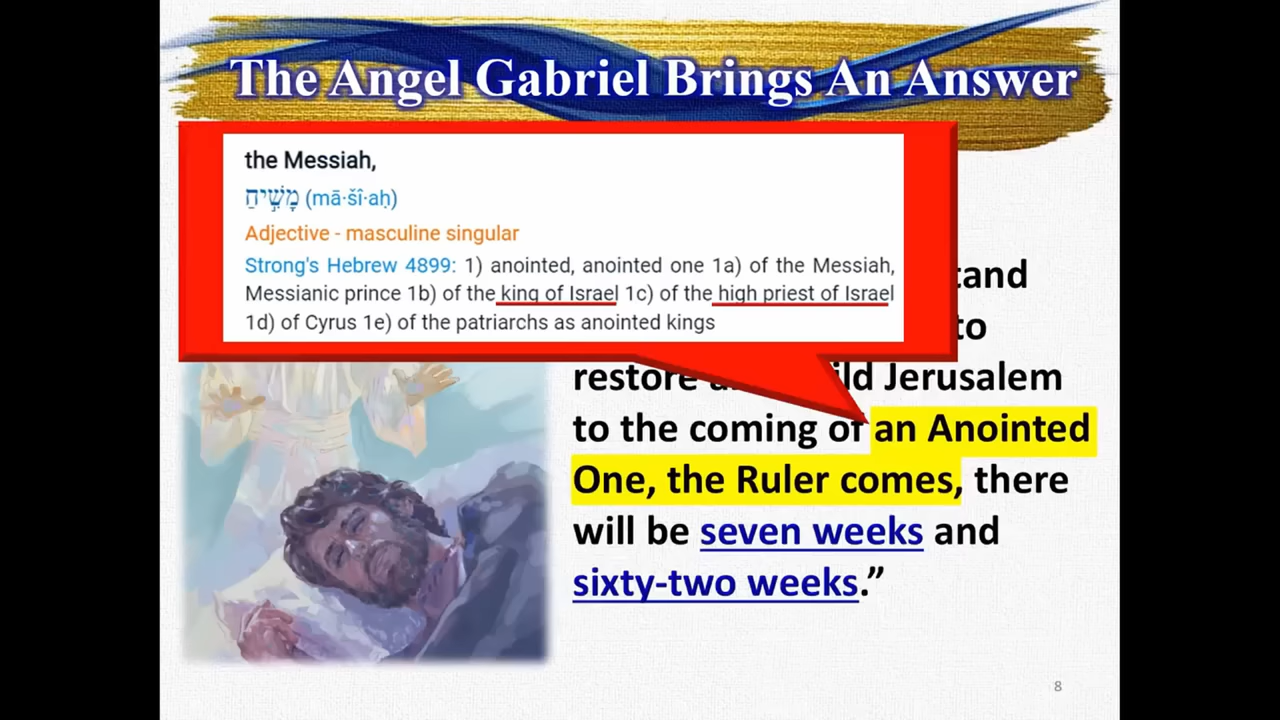 The Angel Gabriel Brings An Answer
the Messiah,
מָשִׁ֣יחַ (mā·šî·aḥ)
Adjective - masculine singular
Strong's Hebrew 4899: 1) anointed, anointed one 1a) of the Messiah,
Messianic prince 1b) of the king of Israel 1c) of the high priest of Israel
1d) of Cyrus 1e) of the patriarchs as anointed kings
to
restore Jerusalem
to the coming of an Anointed
One, the Ruler comes, there
will be seven weeks and
sixty-two weeks.”
8